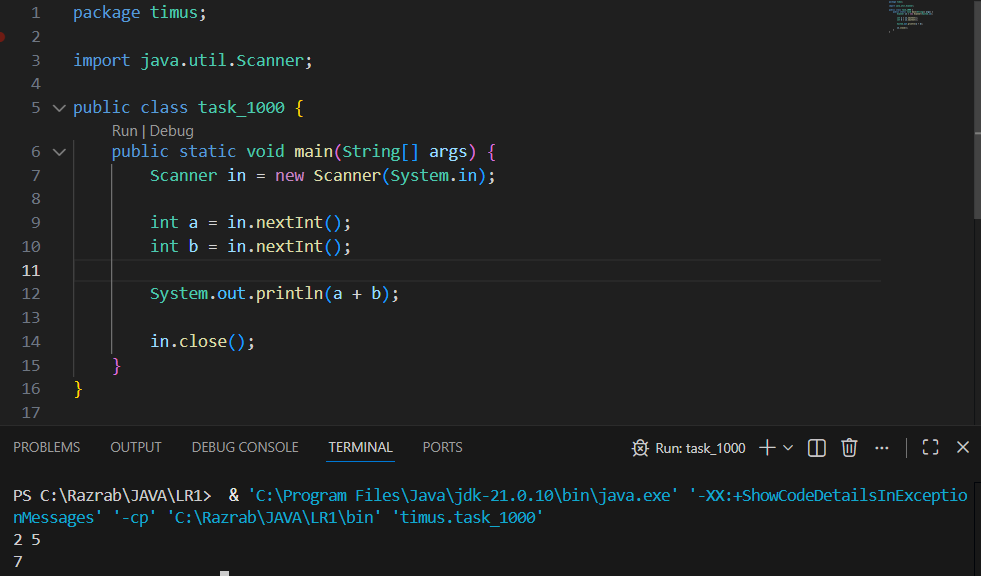 1 package timus;
2
3 import java.util.Scanner;
4
5 public class task_1000 {
Run | Debug
6 public static void main(String[] args) {
7 Scanner in = new Scanner(System.in);
8
9 int a = in.nextInt();
10 int b = in.nextInt();
11
12 System.out.println(a + b);
13
14 in.close();
15 }
16 }
17
PROBLEMS OUTPUT DEBUG CONSOLE TERMINAL PORTS Run: task_1000
PS C:\Razrab\JAVA\LR1> & 'C:\Program Files\Java\jdk-21.0.10\bin\java.exe' '-XX:+ShowCodeDetailsInExceptio
nMessages' '-cp' 'C:\Razrab\JAVA\LR1\bin' 'timus.task_1000'
2 5
7